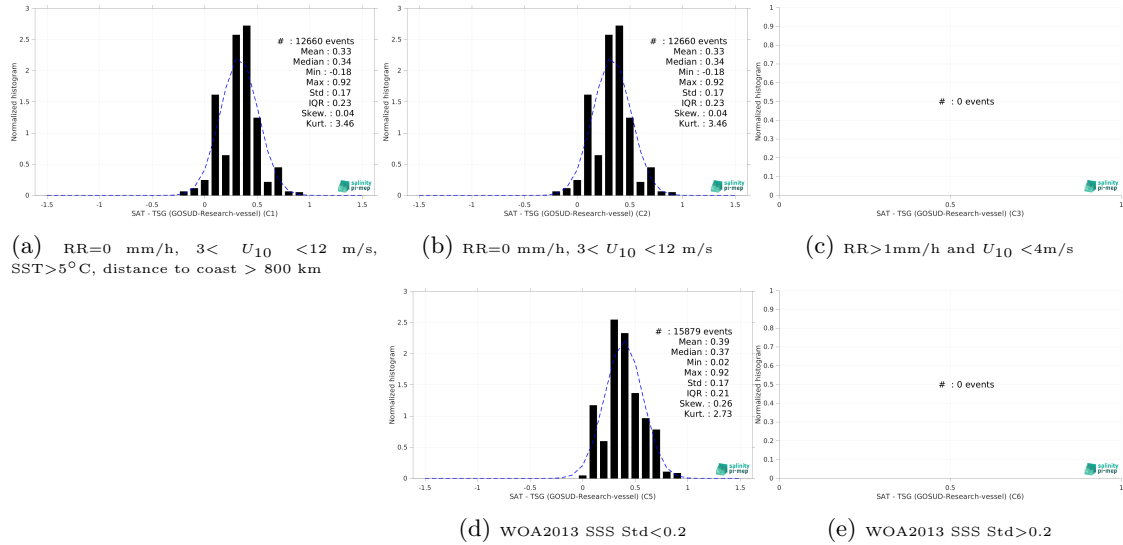 3
2.5
2
1.5
1
0.5
0
Normalized histogram
# : 12660 events
Mean : 0.33
Median : 0.34
Min : -0.18
Max : 0.92
Std : 0.17
IQR : 0.23
Skew. : 0.04
Kurt. : 3.46
salinity
pi-mep
-1.5 -1 -0.5 0 0.5 1 1.5
SAT - TSG (GOSUD-Research-vessel) (C1)
(a) RR=0 mm/h, 3< U10 <12 m/s,
SST>5°C, distance to coast > 800 km
3
2.5
2
1.5
1
0.5
0
Normalized histogram
# : 12660 events
Mean : 0.33
Median : 0.34
Min : -0.18
Max : 0.92
Std : 0.17
IQR : 0.23
Skew. : 0.04
Kurt. : 3.46
salinity
pi-mep
-1.5 -1 -0.5 0 0.5 1 1.5
SAT - TSG (GOSUD-Research-vessel) (C2)
(b) RR=0 mm/h, 3< U10 <12 m/s
1
0.9
0.8
0.7
0.6
0.5
0.4
0.3
0.2
0.1
0
Normalized histogram
# : 0 events
salinity
pi-mep
0 0.5 1
SAT - TSG (GOSUD-Research-vessel) (C3)
(c) RR>1mm/h and U10 <4m/s
3
2.5
2
1.5
1
0.5
0
Normalized histogram
# : 15879 events
Mean : 0.39
Median : 0.37
Min : 0.02
Max : 0.92
Std : 0.17
IQR : 0.21
Skew. : 0.26
Kurt. : 2.73
salinity
pi-mep
-1.5 -1 -0.5 0 0.5 1 1.5
SAT - TSG (GOSUD-Research-vessel) (C5)
(d) WOA2013 SSS Std<0.2
1
0.9
0.8
0.7
0.6
0.5
0.4
0.3
0.2
0.1
0
Normalized histogram
# : 0 events
salinity
pi-mep
0 0.5 1
SAT - TSG (GOSUD-Research-vessel) (C6)
(e) WOA2013 SSS Std>0.2